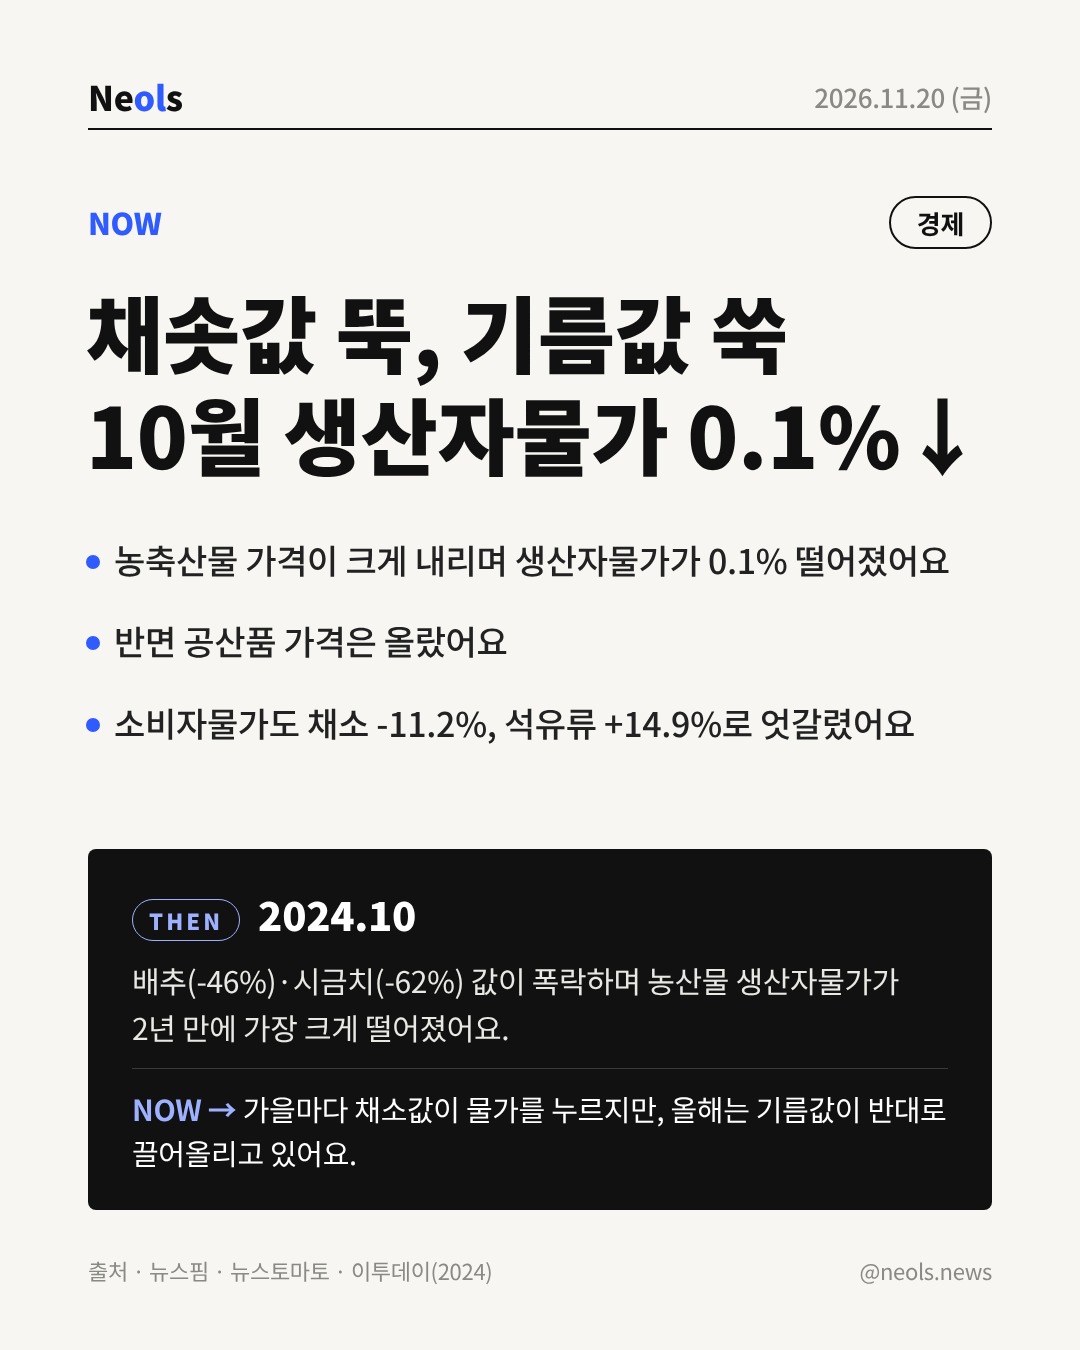 Neols
2026.11.20 (금)
NOW
경제
채솟값 뚝, 기름값 쑥
10월 생산자물가 0.1%↓
농축산물 가격이 크게 내리며 생산자물가가 0.1% 떨어졌어요
반면 공산품 가격은 올랐어요
소비자물가도 채소 -11.2%, 석유류 +14.9%로 엇갈렸어요
THEN 2024.10
배추(-46%)·시금치(-62%) 값이 폭락하며 농산물 생산자물가가
2년 만에 가장 크게 떨어졌어요.
NOW → 가을마다 채소값이 물가를 누르지만, 올해는 기름값이 반대로
끌어올리고 있어요.
출처 · 뉴스핌 · 뉴스토마토 · 이투데이(2024)
@neols.news